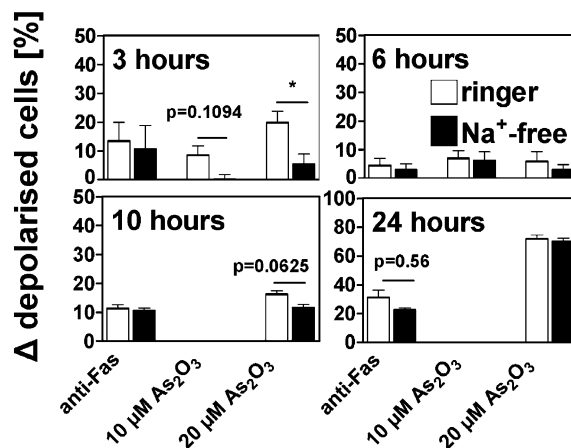 Δ depolarised cells [%]
50
40
30
20
10
0
3 hours
p=0.1094
*
50
40
30
20
10
0
6 hours
ringer
Na⁺-free
50
40
30
20
10
0
10 hours
p=0.0625
100
80
60
40
20
0
24 hours
p=0.56
anti-Fas
10 µM As₂O₃
20 µM As₂O₃
anti-Fas
10 µM As₂O₃
20 µM As₂O₃